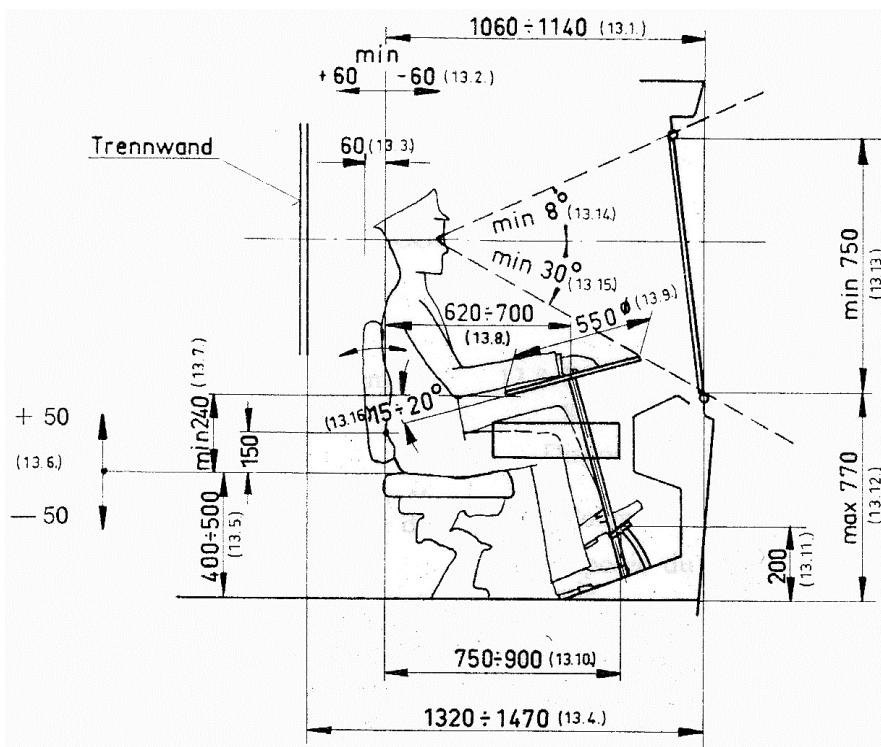 1060÷1140 (13.1.)
min
+60 -60 (13.2.)
Trennwand
60 (13.3.)
min 8° (13.14.)
min 30° (13.15.)
min 750
(13.13.)
620÷700
(13.8.)
550 ø (13.9.)
min 240 (13.7.)
(13.16.) 15÷20°
150
+ 50
(13.6.)
— 50
400÷500
(13.5.)
max 770
(13.12.)
200
(13.11.)
750÷900 (13.10.)
1320÷1470 (13.4.)